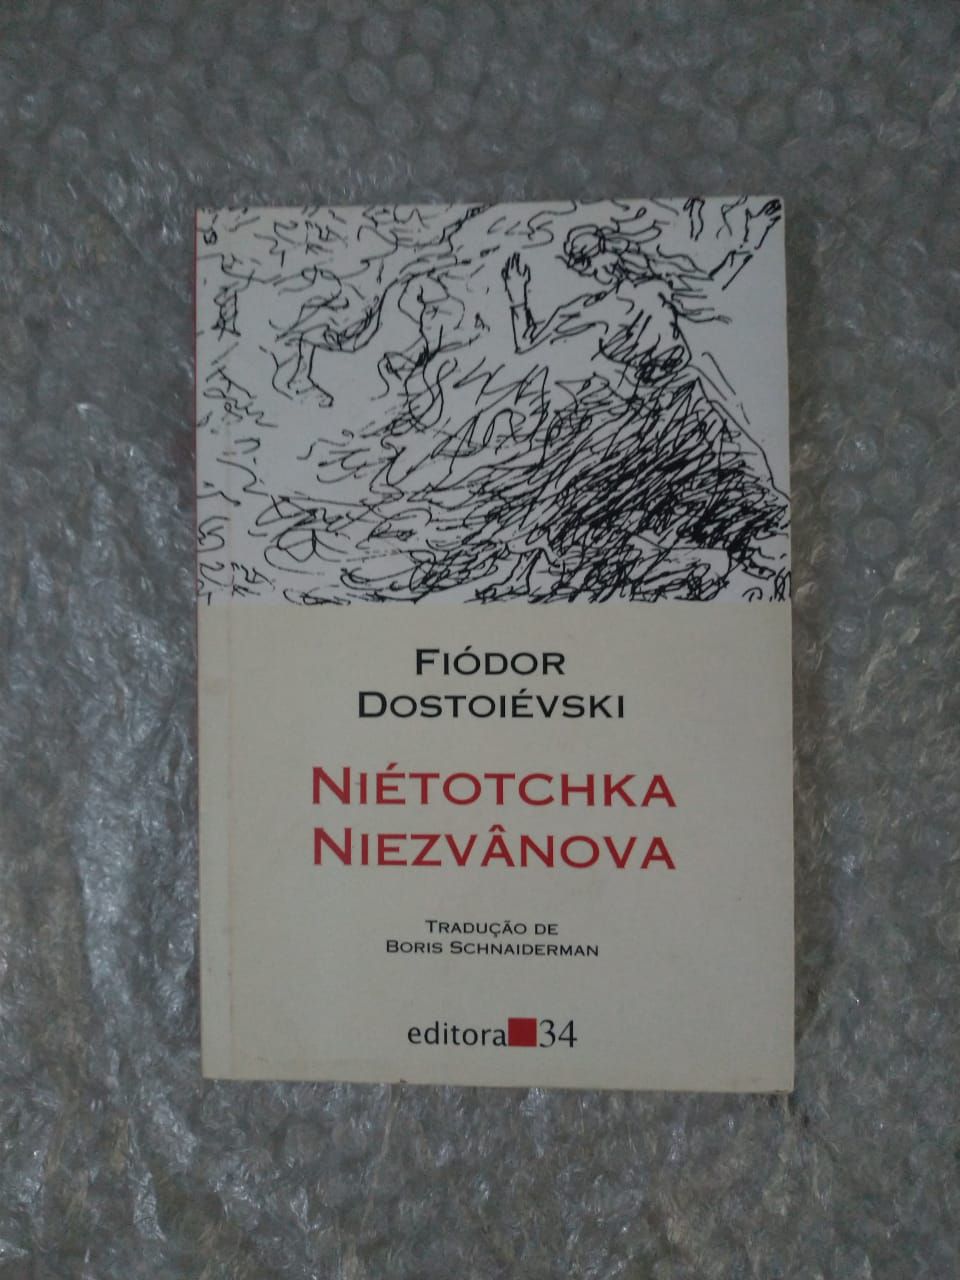 FIÓDOR
DOSTOIÉVSKI
NIÉTOTCHKA
NIEZVÂNOVA
TRADUÇÃO DE
BORIS SCHNAIDERMAN
editora 34